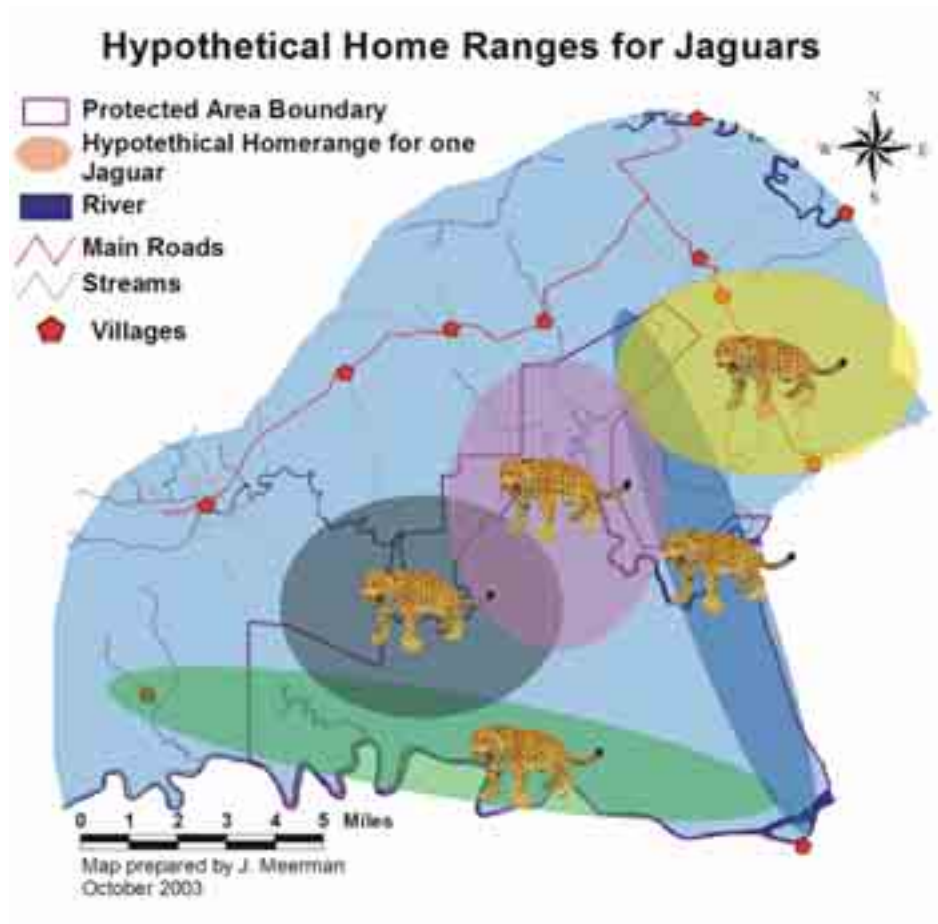 Hypothetical Home Ranges for Jaguars
Protected Area Boundary
Hypotethical Homerange for one
Jaguar
River
Main Roads
Streams
Villages
N
W
E
S
0 1 2 3 4 5 Miles
Map prepared by J. Meerman
October 2003